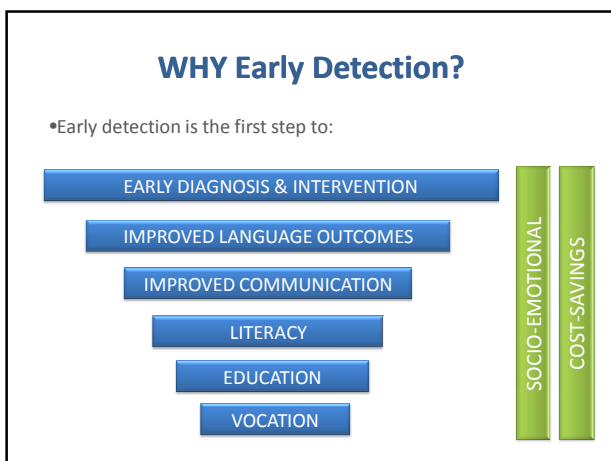 WHY Early Detection?
•Early detection is the first step to:
EARLY DIAGNOSIS & INTERVENTION
IMPROVED LANGUAGE OUTCOMES
IMPROVED COMMUNICATION
LITERACY
EDUCATION
VOCATION
SOCIO-EMOTIONAL
COST-SAVINGS